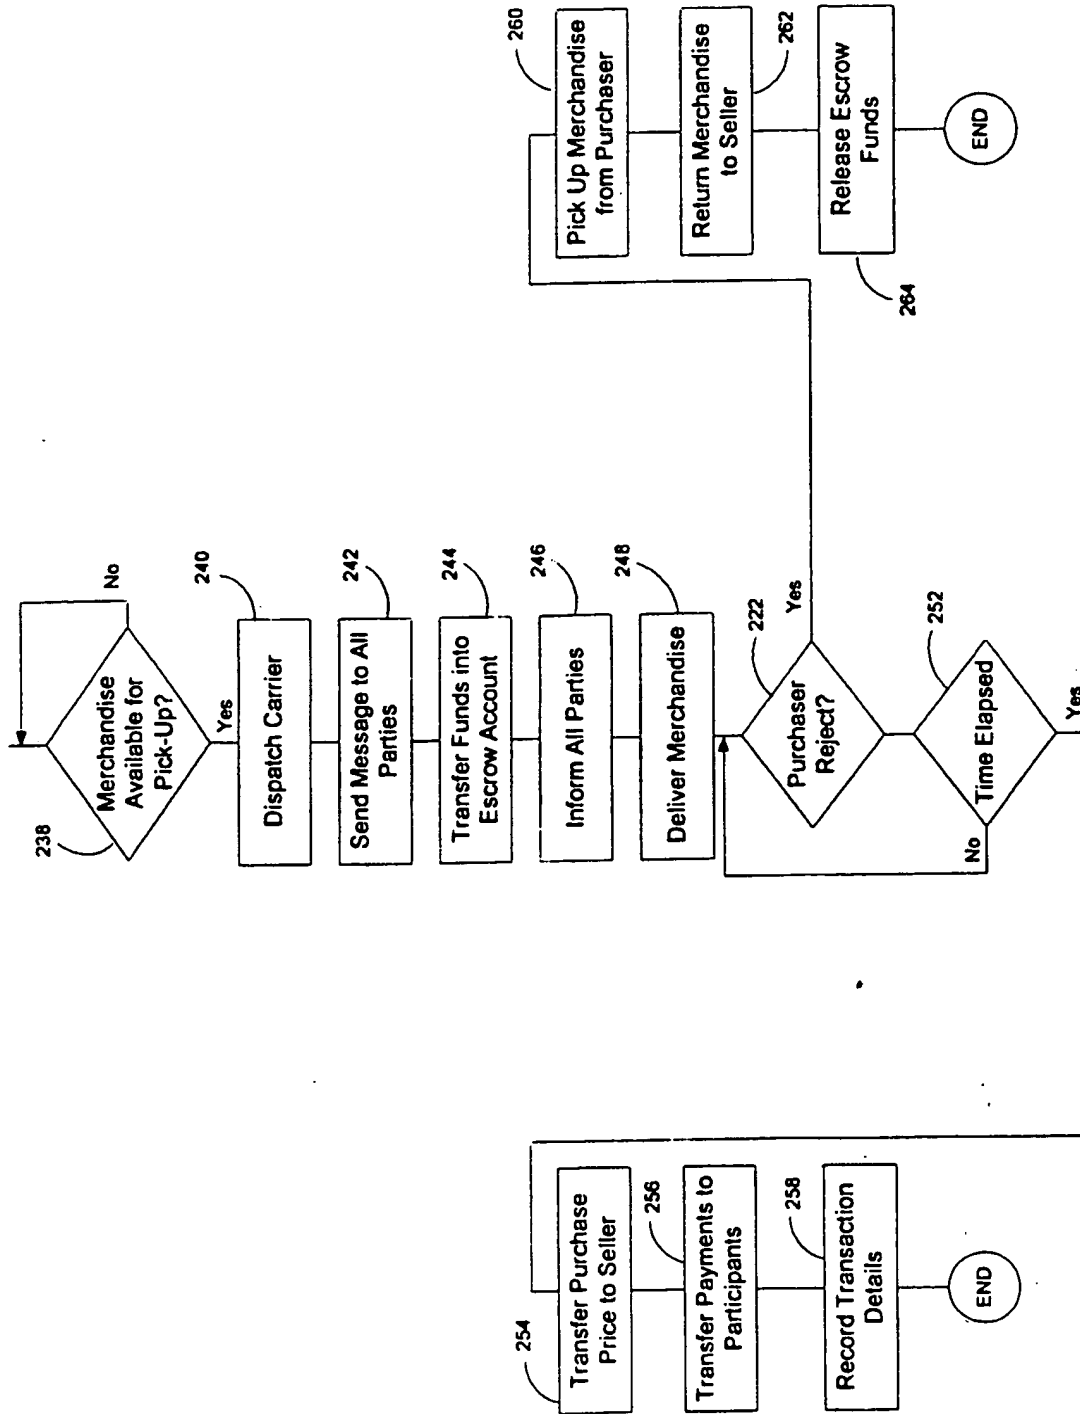 238
Merchandise
Available for
Pick-Up?
No
Yes
240
Dispatch Carrier
242
Send Message to All
Parties
244
Transfer Funds into
Escrow Account
246
Inform All Parties
248
Deliver Merchandise
222
Purchaser
Reject?
Yes
252
Time Elapsed
No
Yes
254
Transfer Purchase
Price to Seller
256
Transfer Payments to
Participants
258
Record Transaction
Details
END
260
Pick Up Merchandise
from Purchaser
262
Return Merchandise
to Seller
264
Release Escrow
Funds
END